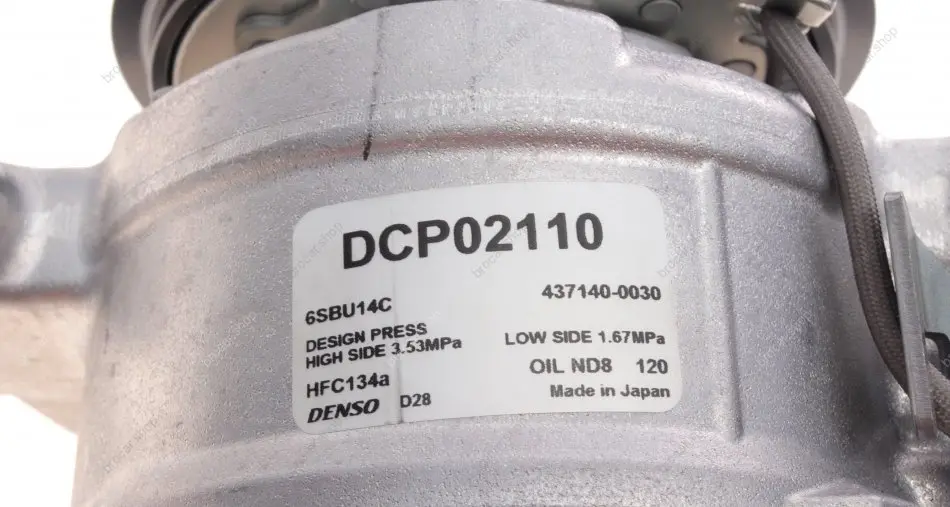 DCP02110
6SBU14C 437140-0030
DESIGN PRESS
HIGH SIDE 3.53MPa LOW SIDE 1.67MPa
HFC134a OIL ND8 120
DENSO D28 Made in Japan